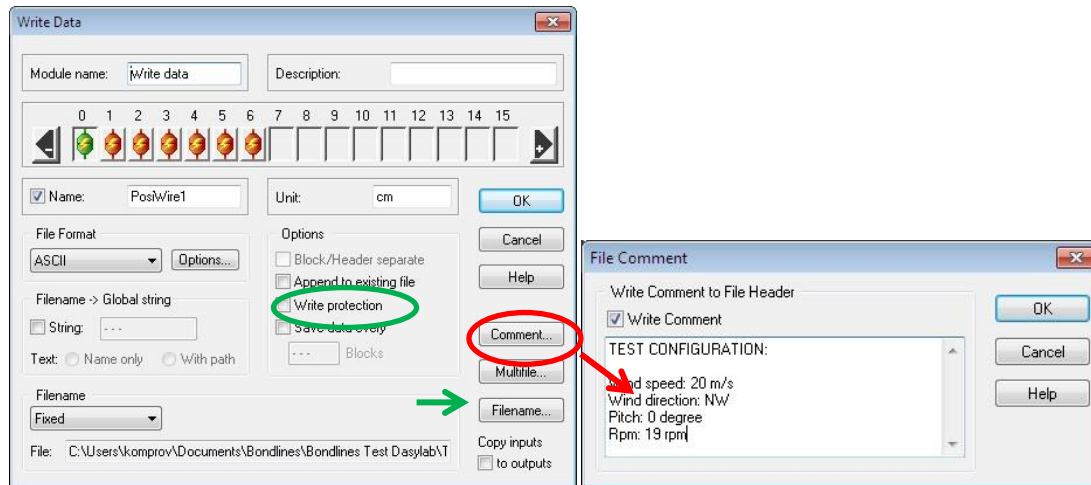 Write Data
Module name: Write data
Description:
0 1 2 3 4 5 6 7 8 9 10 11 12 13 14 15
Name: PosiWire1
Unit: cm
OK
File Format
ASCII
Options...
Options
Block/Header separate
Append to existing file
Write protection
Save data every
- - - Blocks
Cancel
Help
Filename -> Global string
String: - - -
Text: Name only With path
Comment...
Multifile...
Filename
Fixed
Filename...
File: C:\Users\komprov\Documents\Bondlines\Bondlines Test Dasylab\T
Copy inputs
to outputs
File Comment
Write Comment to File Header
Write Comment
TEST CONFIGURATION:
Wind speed: 20 m/s
Wind direction: NW
Pitch: 0 degree
Rpm: 19 rpm
OK
Cancel
Help